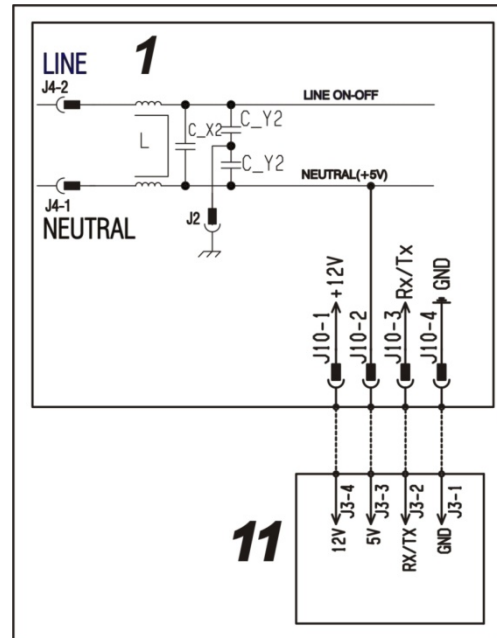 1
LINE
J4-2
LINE ON-OFF
C_Y2
C_X2
L
C_Y2
NEUTRAL(+5V)
J4-1
J2
NEUTRAL
+12V
Rx/Tx
GND
J10-1
J10-2
J10-3
J10-4
11
12V
J3-4
5V
J3-3
RX/TX
J3-2
GND
J3-1